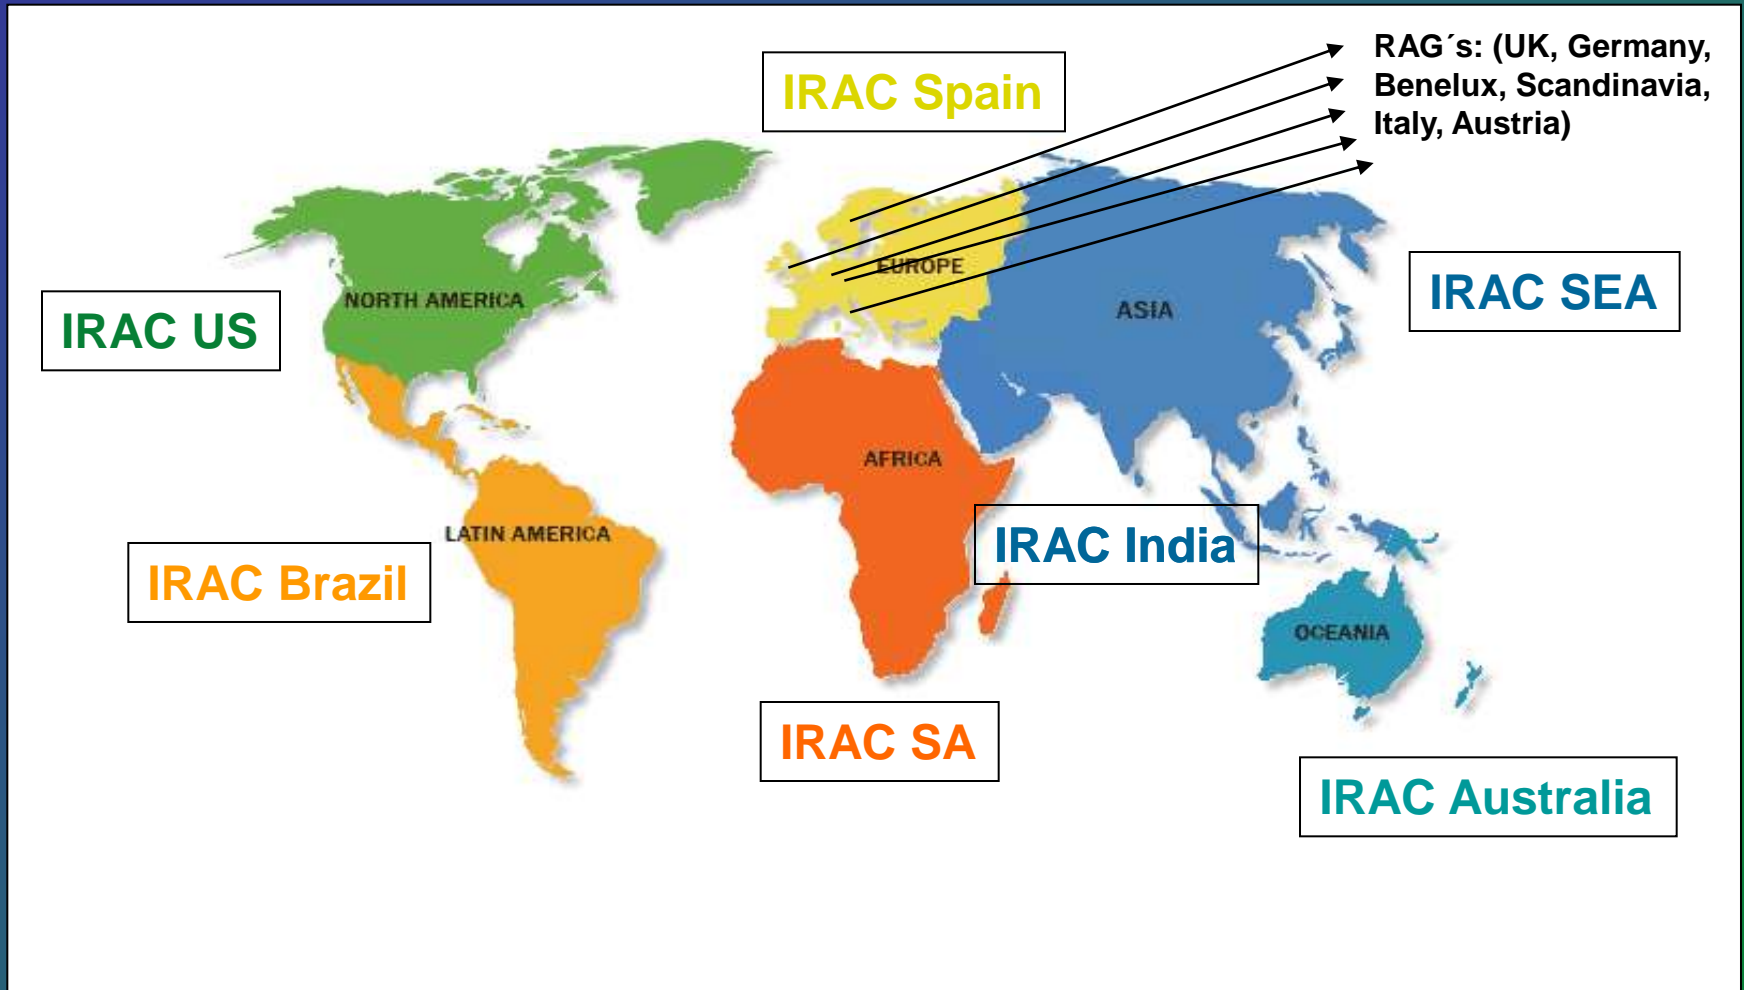 RAG´s: (UK, Germany,
Benelux, Scandinavia,
Italy, Austria)
IRAC Spain
EUROPE
IRAC SEA
NORTH AMERICA
ASIA
IRAC US
AFRICA
LATIN AMERICA
IRAC India
IRAC Brazil
OCEANIA
IRAC SA
IRAC Australia